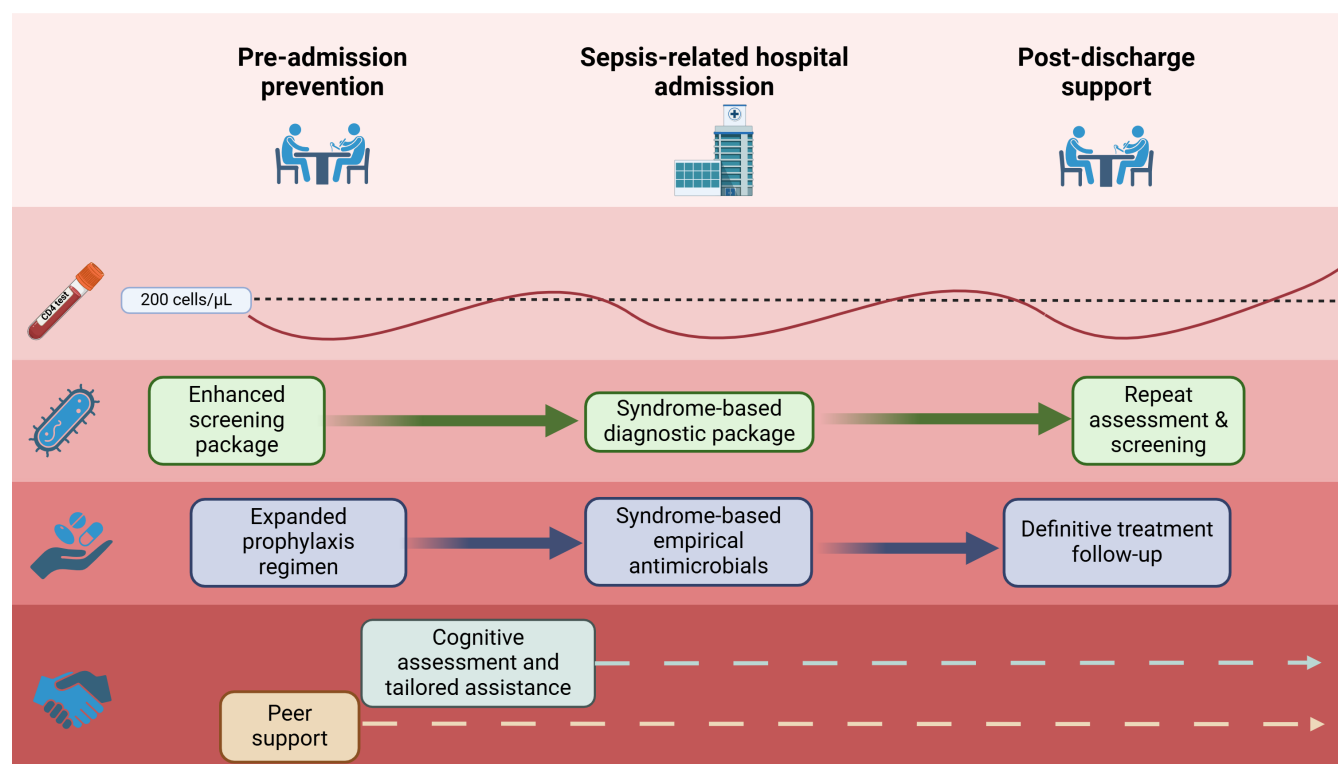 Pre-admission
prevention
Sepsis-related hospital
admission
Post-discharge
support
CD4 test
200 cells/µL
Enhanced
screening
package
Syndrome-based
diagnostic package
Repeat
assessment &
screening
Expanded
prophylaxis
regimen
Syndrome-based
empirical
antimicrobials
Definitive treatment
follow-up
Cognitive
assessment and
tailored assistance
Peer
support